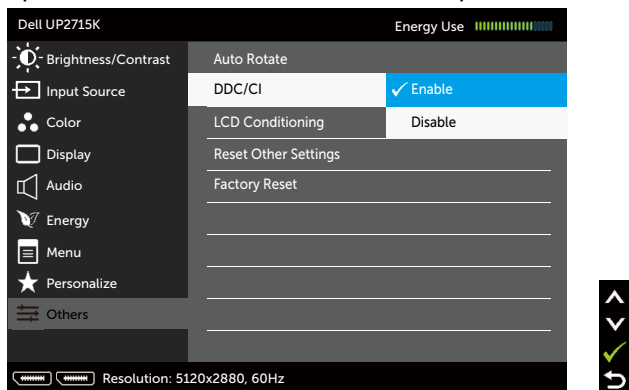 Dell UP2715K Energy Use
Brightness/Contrast Auto Rotate
Input Source DDC/CI Enable
Color LCD Conditioning Disable
Display Reset Other Settings
Audio Factory Reset
Energy
Menu
Personalize
Others
Resolution: 5120x2880, 60Hz